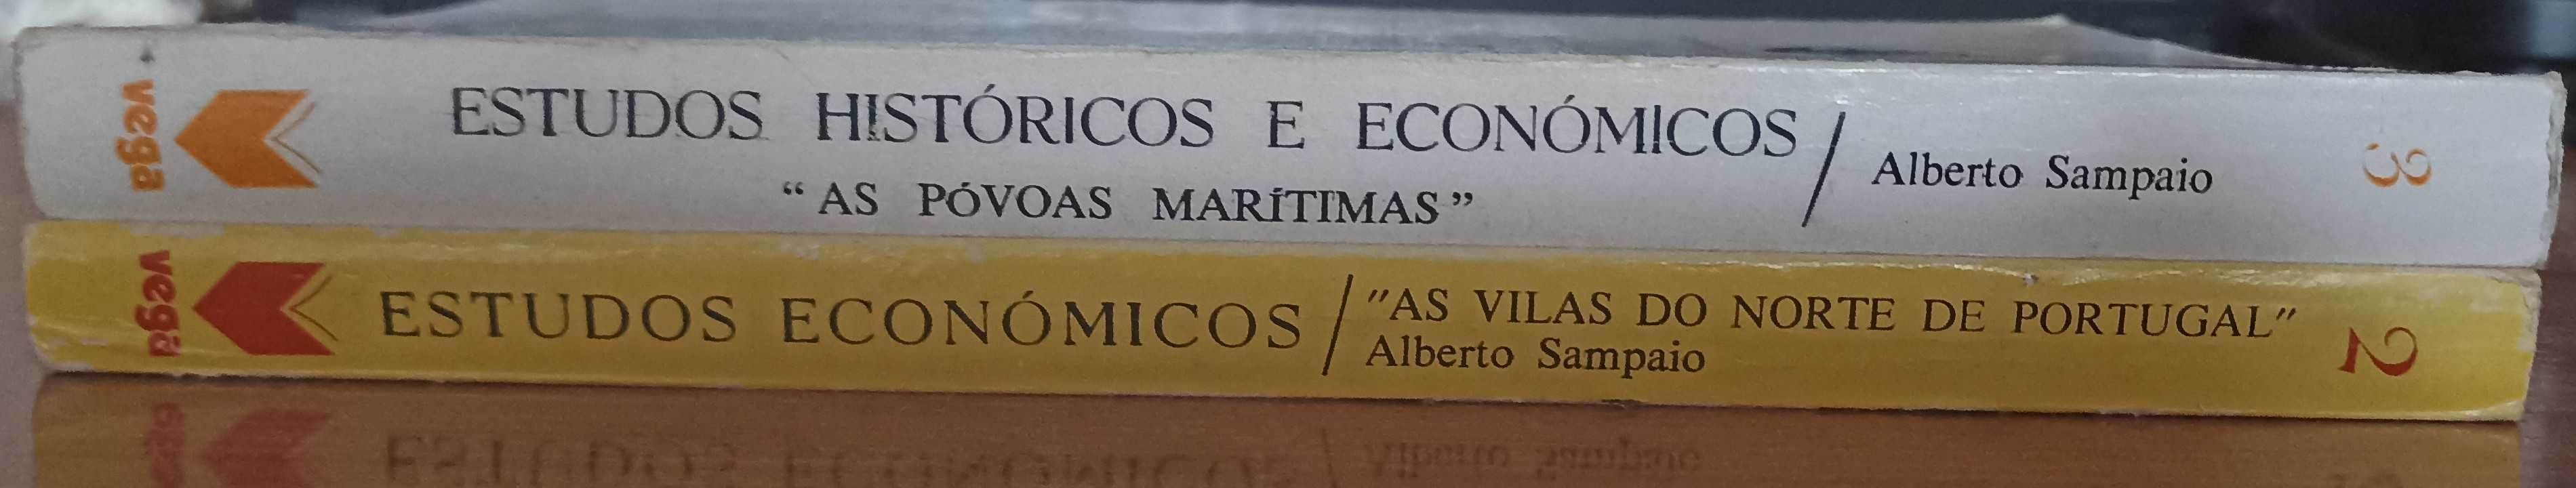 vega
ESTUDOS HISTÓRICOS E ECONÓMICOS /
"AS PÓVOAS MARÍTIMAS"
Alberto Sampaio
3
vega
ESTUDOS ECONÓMICOS / "AS VILAS DO NORTE DE PORTUGAL"
Alberto Sampaio
2